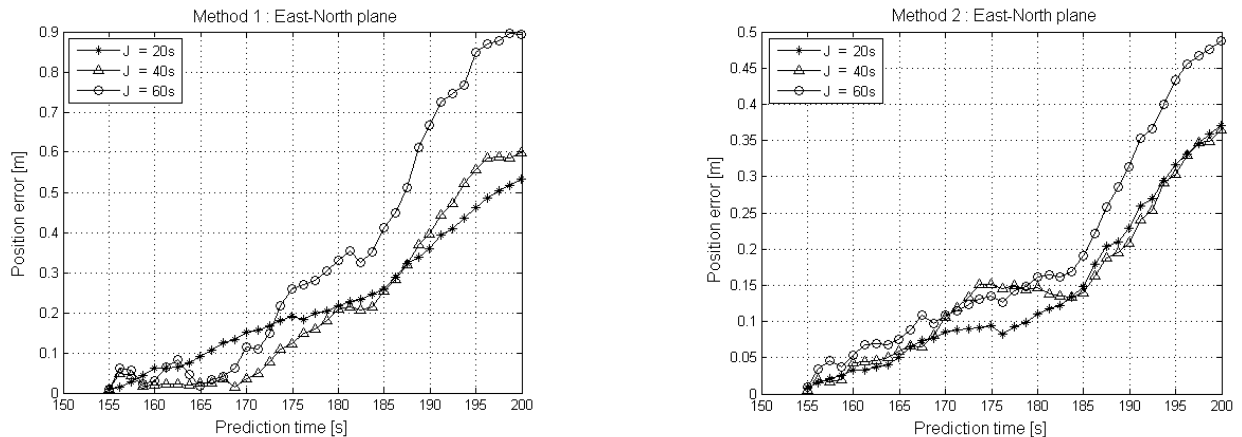 Method 1 : East-North plane
0.9
0.8
0.7
0.6
0.5
0.4
0.3
0.2
0.1
0
Position error [m]
J = 20s
J = 40s
J = 60s
150 155 160 165 170 175 180 185 190 195 200
Prediction time [s]
Method 2 : East-North plane
0.5
0.45
0.4
0.35
0.3
0.25
0.2
0.15
0.1
0.05
0
Position error [m]
J = 20s
J = 40s
J = 60s
150 155 160 165 170 175 180 185 190 195 200
Prediction time [s]